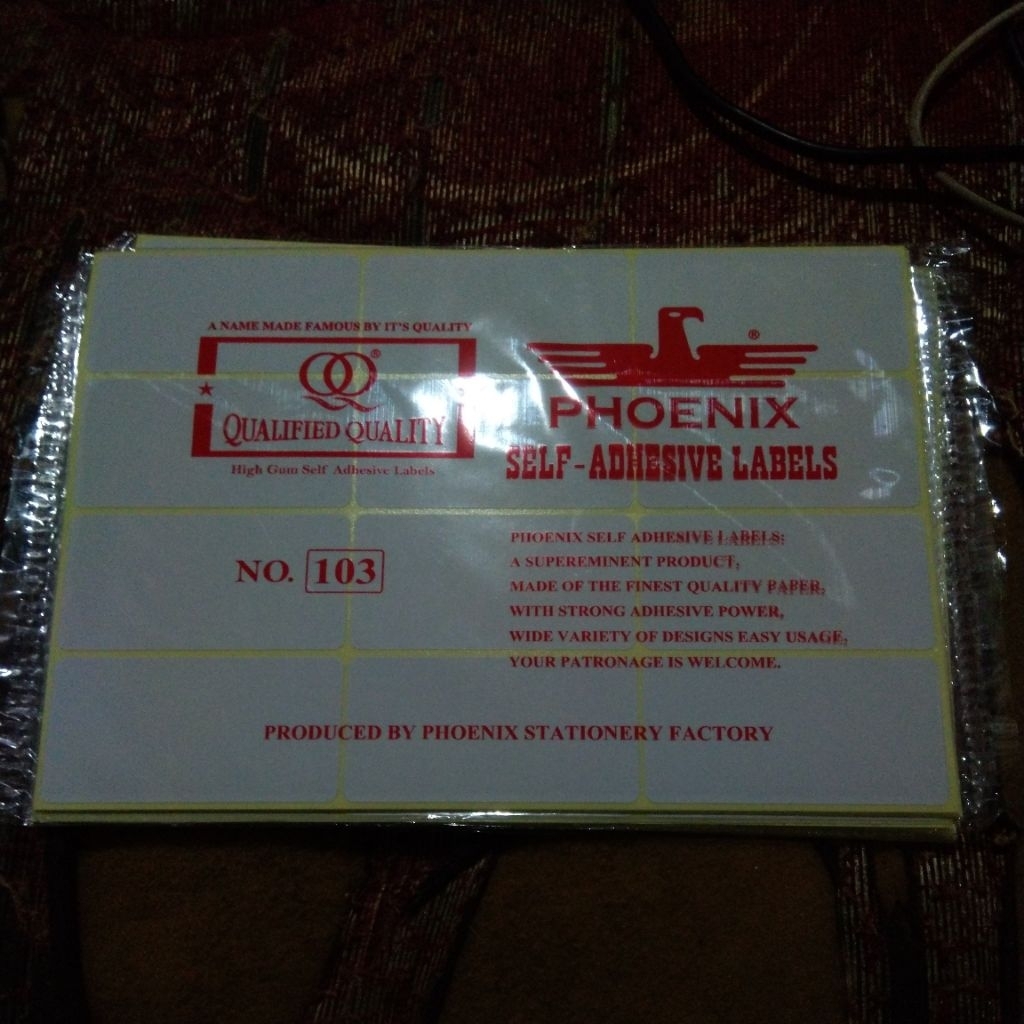 A NAME MADE FAMOUS BY IT'S QUALITY
QQ®
QUALIFIED QUALITY
High Gum Self Adhesive Labels
®
PHOENIX
SELF-ADHESIVE LABELS
NO. 103
PHOENIX SELF ADHESIVE LABELS:
A SUPEREMINENT PRODUCT,
MADE OF THE FINEST QUALITY PAPER,
WITH STRONG ADHESIVE POWER,
WIDE VARIETY OF DESIGNS EASY USAGE,
YOUR PATRONAGE IS WELCOME.
PRODUCED BY PHOENIX STATIONERY FACTORY